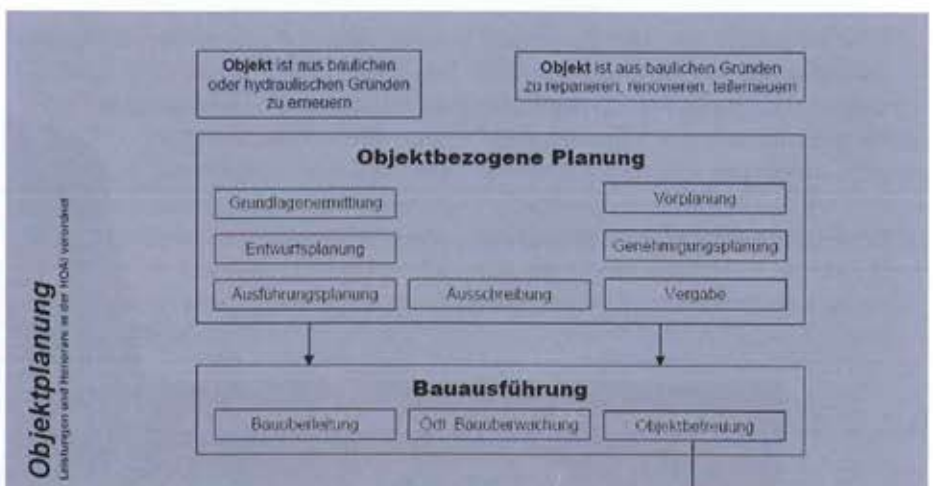 Objekt ist aus baulichen
oder hydraulischen Gründen
zu erneuern
Objekt ist aus baulichen Gründen
zu reparieren, renovieren, teilerneuern
Objektbezogene Planung
Grundlagenermittlung
Vorplanung
Entwurfsplanung
Genehmigungsplanung
Ausführungsplanung
Ausschreibung
Vergabe
Bauausführung
Bauoberleitung
Örtl. Bauüberwachung
Objektbetreuung
Objektplanung
Leistungen und Honorare in der HOAI verordnet